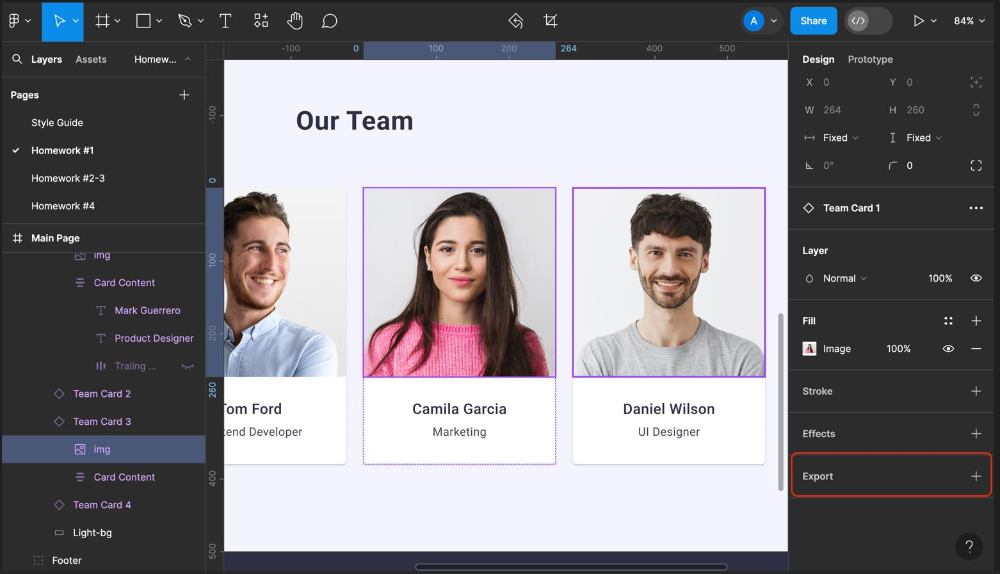 A
Share
84%
Layers
Assets
Homew...
Pages
Style Guide
Homework #1
Homework #2-3
Homework #4
Main Page
img
Card Content
Mark Guerrero
Product Designer
Traling ...
Team Card 2
Team Card 3
img
Card Content
Team Card 4
Light-bg
Footer
-100
0
100
200
264
400
500
-100
0
100
200
260
400
500
Our Team
Tom Ford
tend Developer
Camila Garcia
Marketing
Daniel Wilson
UI Designer
Design
Prototype
X 0
Y 0
W 264
H 260
Fixed
Fixed
0°
0
Team Card 1
Layer
Normal
100%
Fill
Image
100%
Stroke
Effects
Export
?